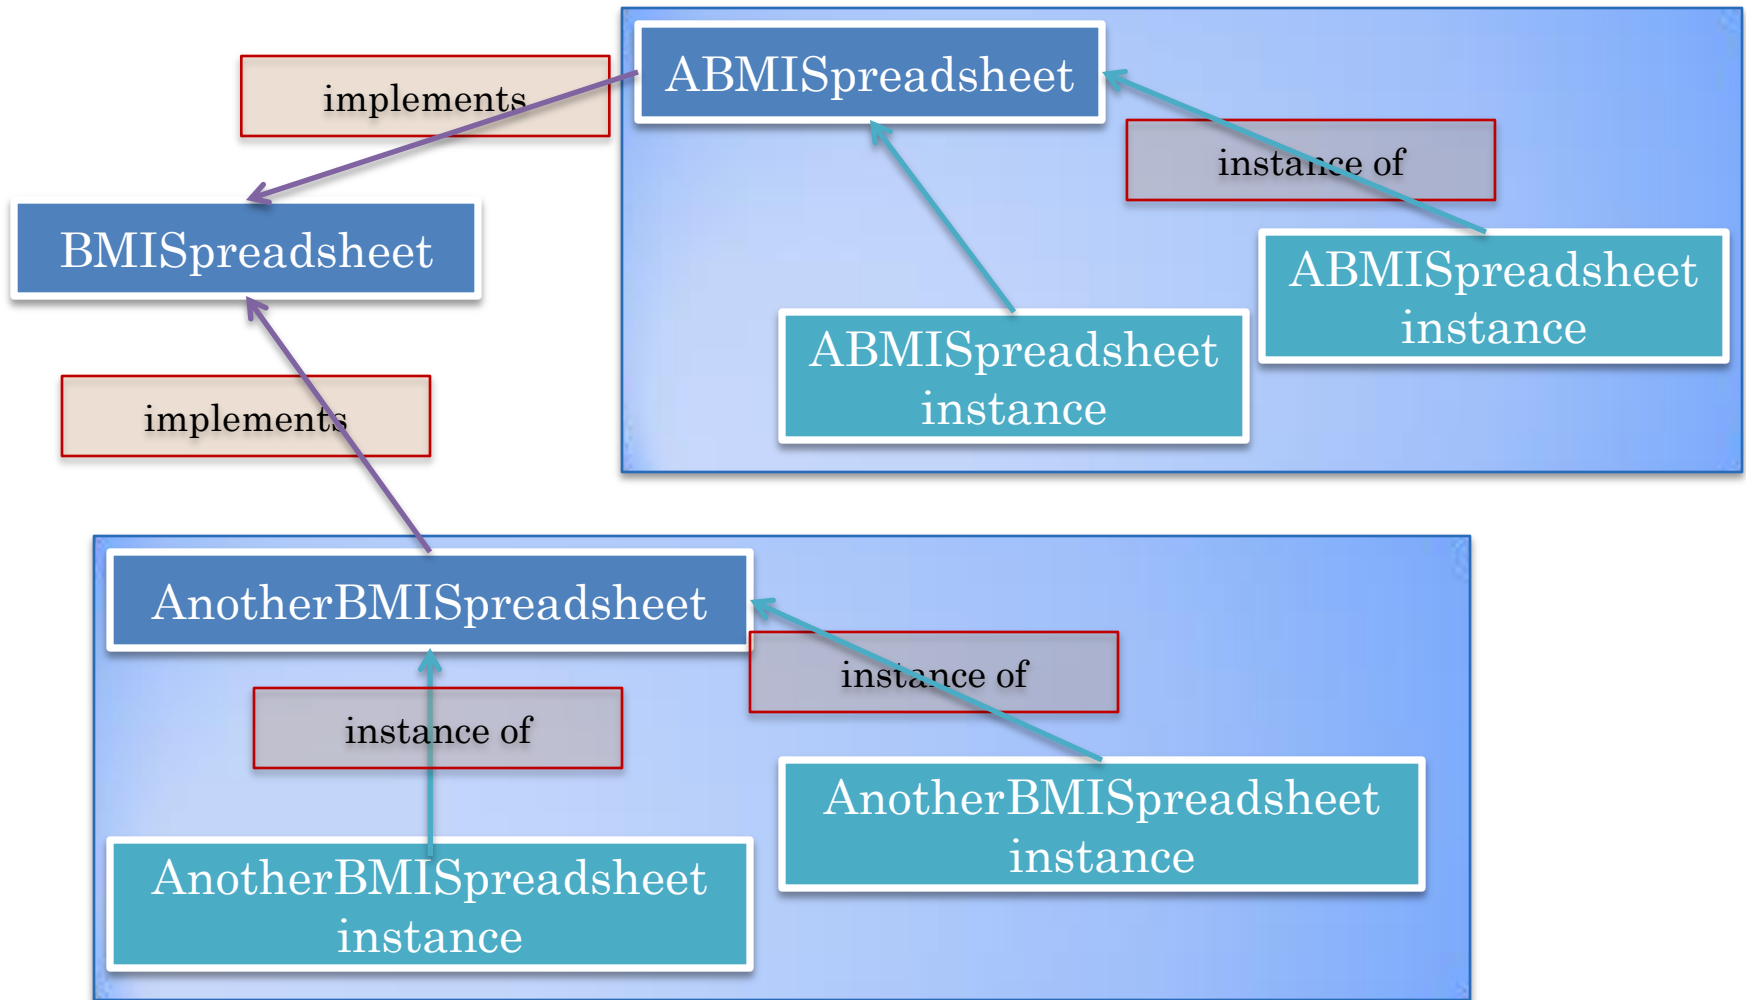 ABMISpreadsheet
implements
instance of
BMISpreadsheet
ABMISpreadsheet
instance
ABMISpreadsheet
instance
implements
AnotherBMISpreadsheet
instance of
instance of
AnotherBMISpreadsheet
instance
AnotherBMISpreadsheet
instance